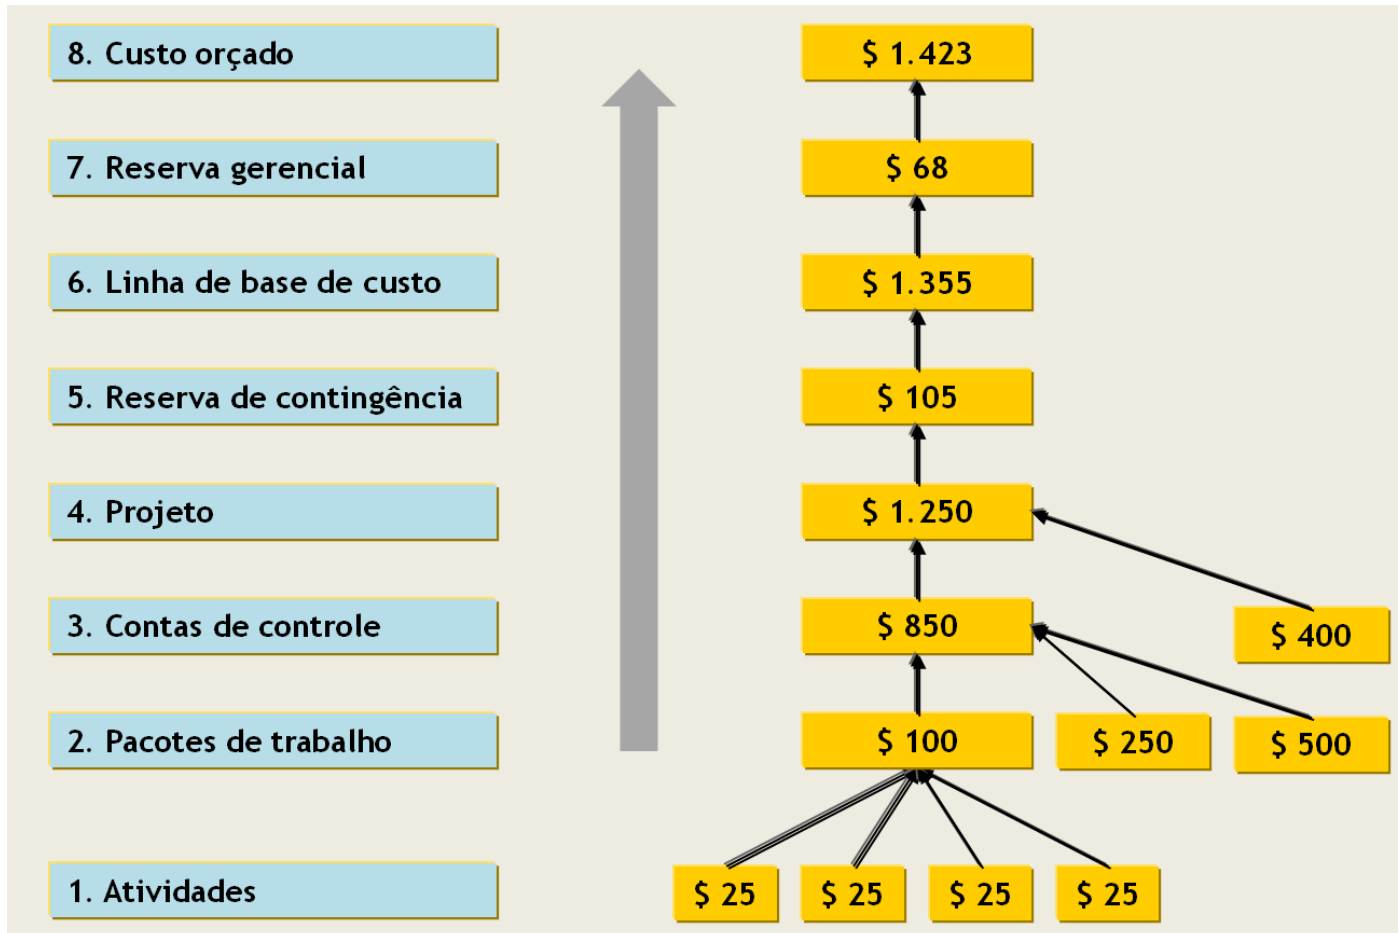 8. Custo orçado
$ 1.423
7. Reserva gerencial
$ 68
6. Linha de base de custo
$ 1.355
5. Reserva de contingência
$ 105
4. Projeto
$ 1.250
3. Contas de controle
$ 850
$ 400
2. Pacotes de trabalho
$ 100
$ 250
$ 500
1. Atividades
$ 25
$ 25
$ 25
$ 25